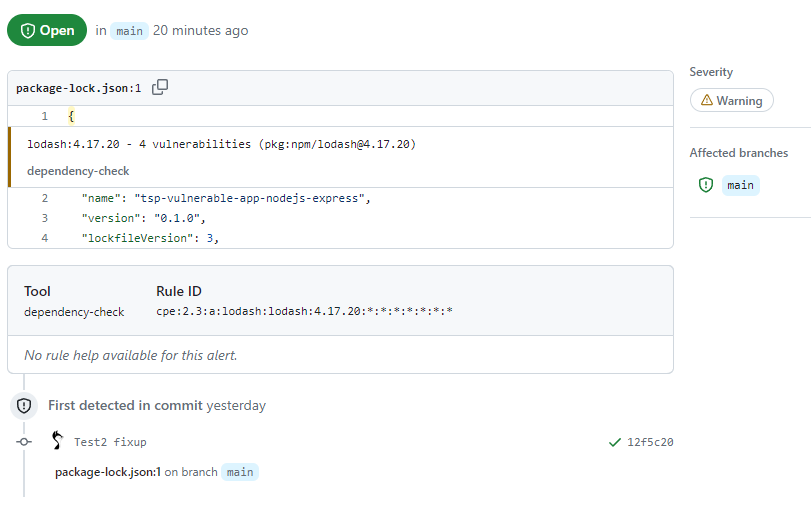 Open in main 20 minutes ago
package-lock.json:1
1 {
lodash:4.17.20 - 4 vulnerabilities (pkg:npm/lodash@4.17.20)
dependency-check
2 "name": "tsp-vulnerable-app-nodejs-express",
3 "version": "0.1.0",
4 "lockfileVersion": 3,
Severity
Warning
Affected branches
main
Tool Rule ID
dependency-check cpe:2.3:a:lodash:lodash:4.17.20:*:*:*:*:*:*:*
No rule help available for this alert.
First detected in commit yesterday
Test2 fixup 12f5c20
package-lock.json:1 on branch main